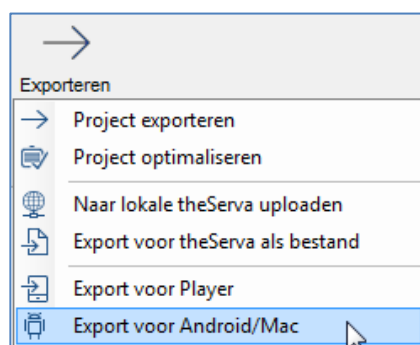 Exporteren
Project exporteren
Project optimaliseren
Naar lokale theServa uploaden
Export voor theServa als bestand
Export voor Player
Export voor Android/Mac